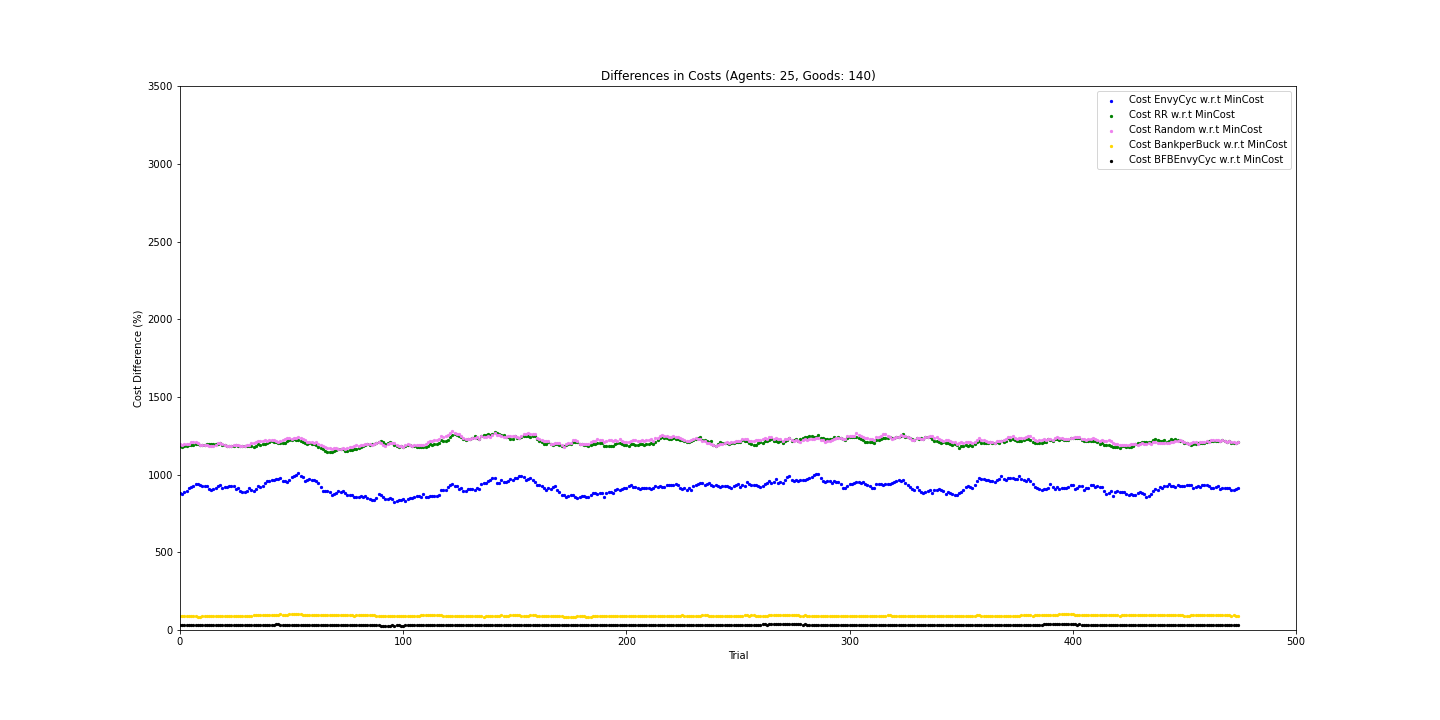 Differences in Costs (Agents: 25, Goods: 140)
3500
3000
2500
2000
1500
1000
500
0
Cost Difference (%)
Cost EnvyCyc w.r.t MinCost
Cost RR w.r.t MinCost
Cost Random w.r.t MinCost
Cost BankperBuck w.r.t MinCost
Cost BFBEnvyCyc w.r.t MinCost
0 100 200 300 400 500
Trial